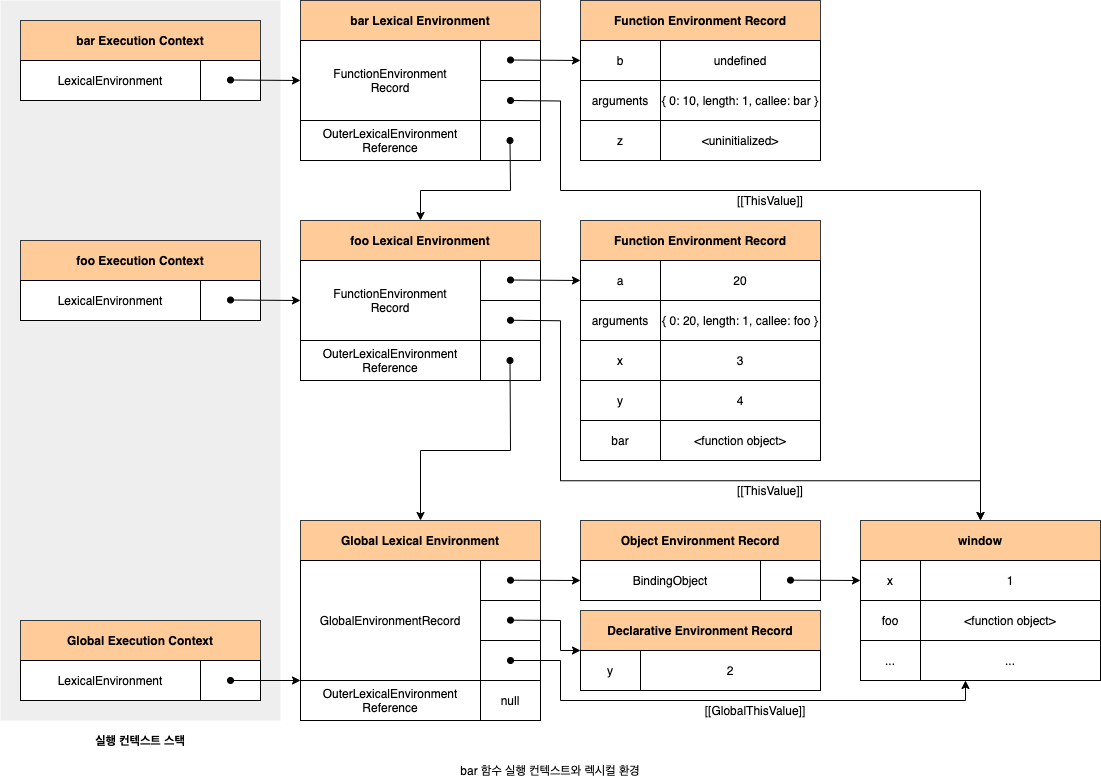 bar Execution Context
LexicalEnvironment
bar Lexical Environment
FunctionEnvironment
Record
OuterLexicalEnvironment
Reference
Function Environment Record
b
undefined
arguments
{ 0: 10, length: 1, callee: bar }
z
<uninitialized>
[[ThisValue]]
foo Execution Context
LexicalEnvironment
foo Lexical Environment
FunctionEnvironment
Record
OuterLexicalEnvironment
Reference
Function Environment Record
a
20
arguments
{ 0: 20, length: 1, callee: foo }
x
3
y
4
bar
<function object>
[[ThisValue]]
Global Execution Context
LexicalEnvironment
Global Lexical Environment
GlobalEnvironmentRecord
OuterLexicalEnvironment
Reference
null
Object Environment Record
BindingObject
Declarative Environment Record
y
2
[[GlobalThisValue]]
window
x
1
foo
<function object>
...
...
실행 컨텍스트 스택
bar 함수 실행 컨텍스트와 렉시컬 환경